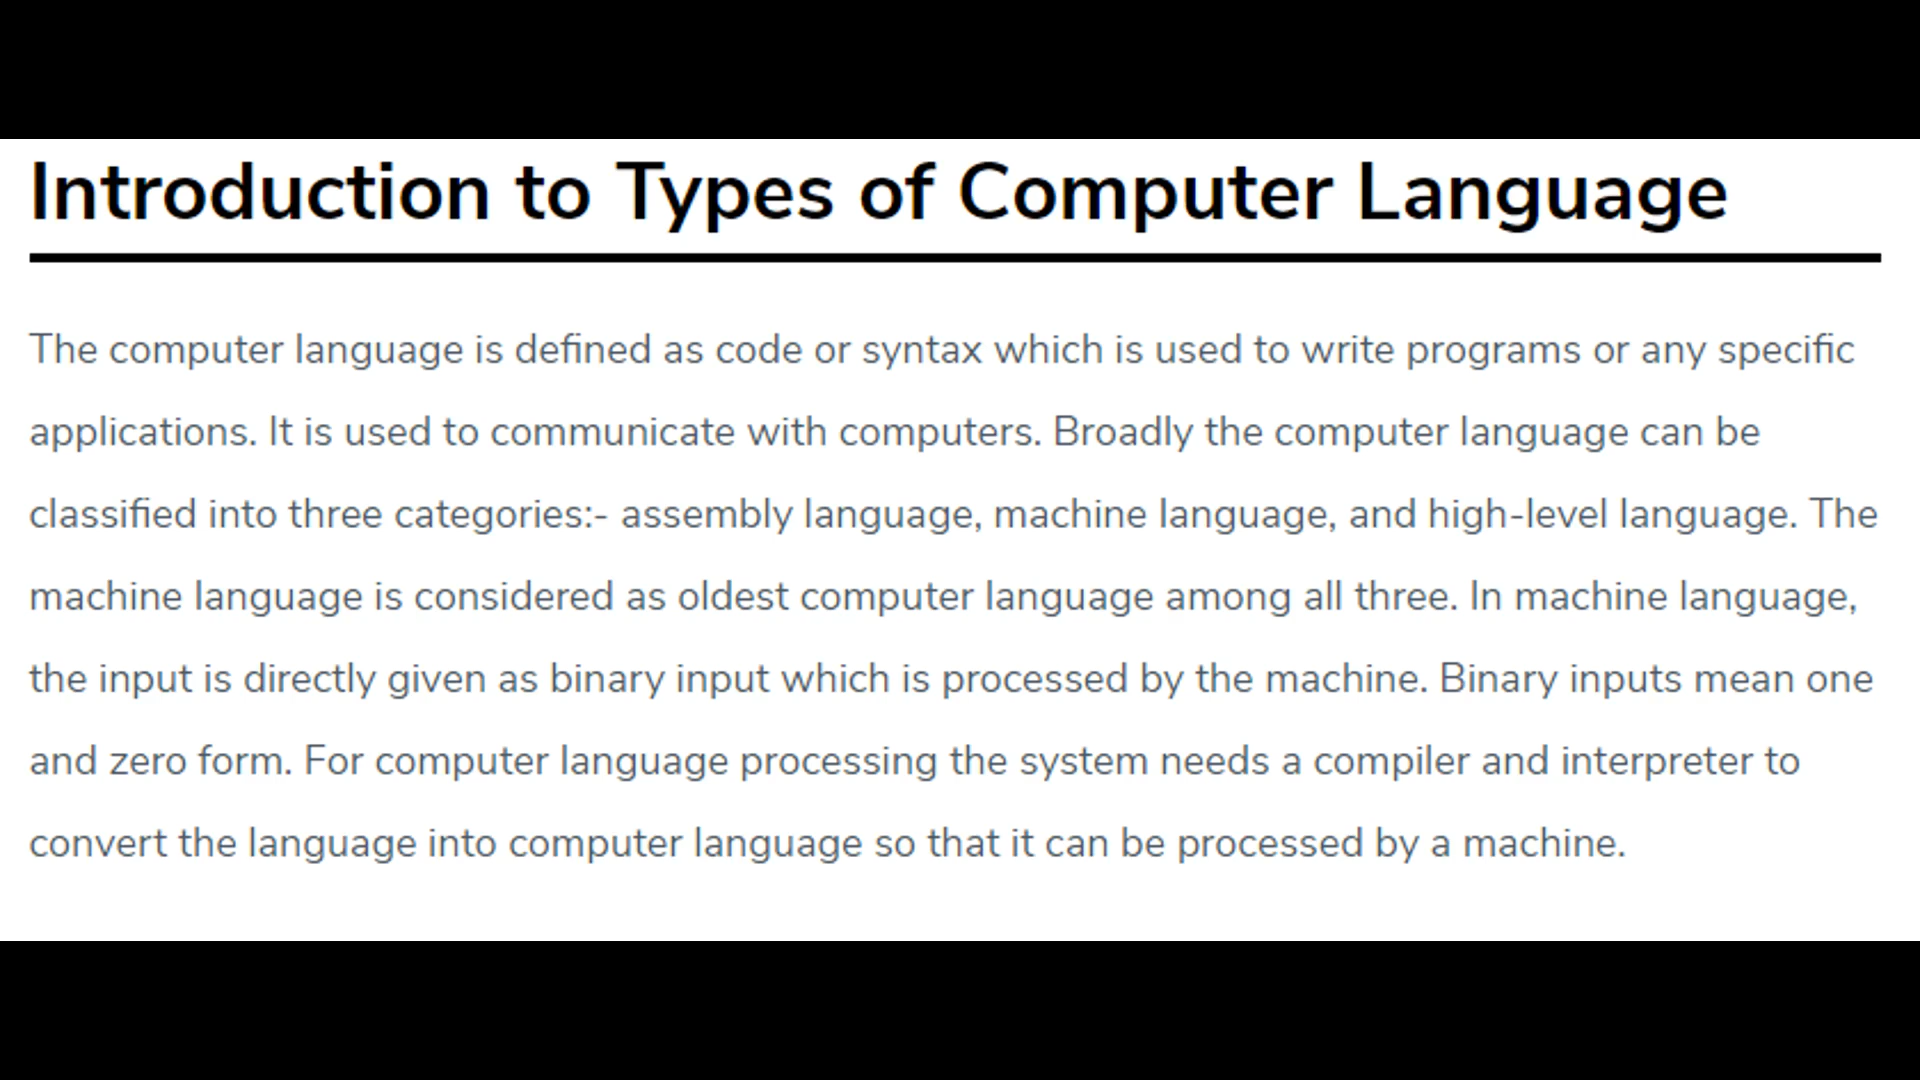 Introduction to Types of Computer Language
The computer language is defined as code or syntax which is used to write programs or any specific
applications. It is used to communicate with computers. Broadly the computer language can be
classified into three categories:- assembly language, machine language, and high-level language. The
machine language is considered as oldest computer language among all three. In machine language,
the input is directly given as binary input which is processed by the machine. Binary inputs mean one
and zero form. For computer language processing the system needs a compiler and interpreter to
convert the language into computer language so that it can be processed by a machine.